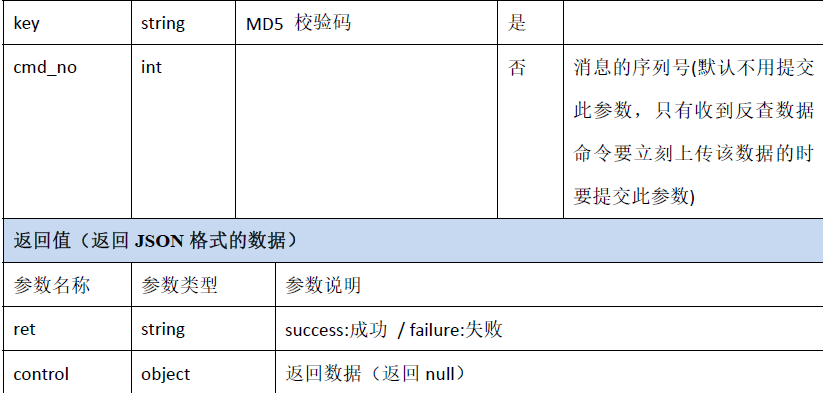 key string MD5 校验码 是
cmd_no int 否 消息的序列号(默认不用提交
此参数，只有收到反查数据
命令要立刻上传该数据的时
要提交此参数)
返回值（返回 JSON 格式的数据）
参数名称 参数类型 参数说明
ret string success:成功 / failure:失败
control object 返回数据（返回 null）